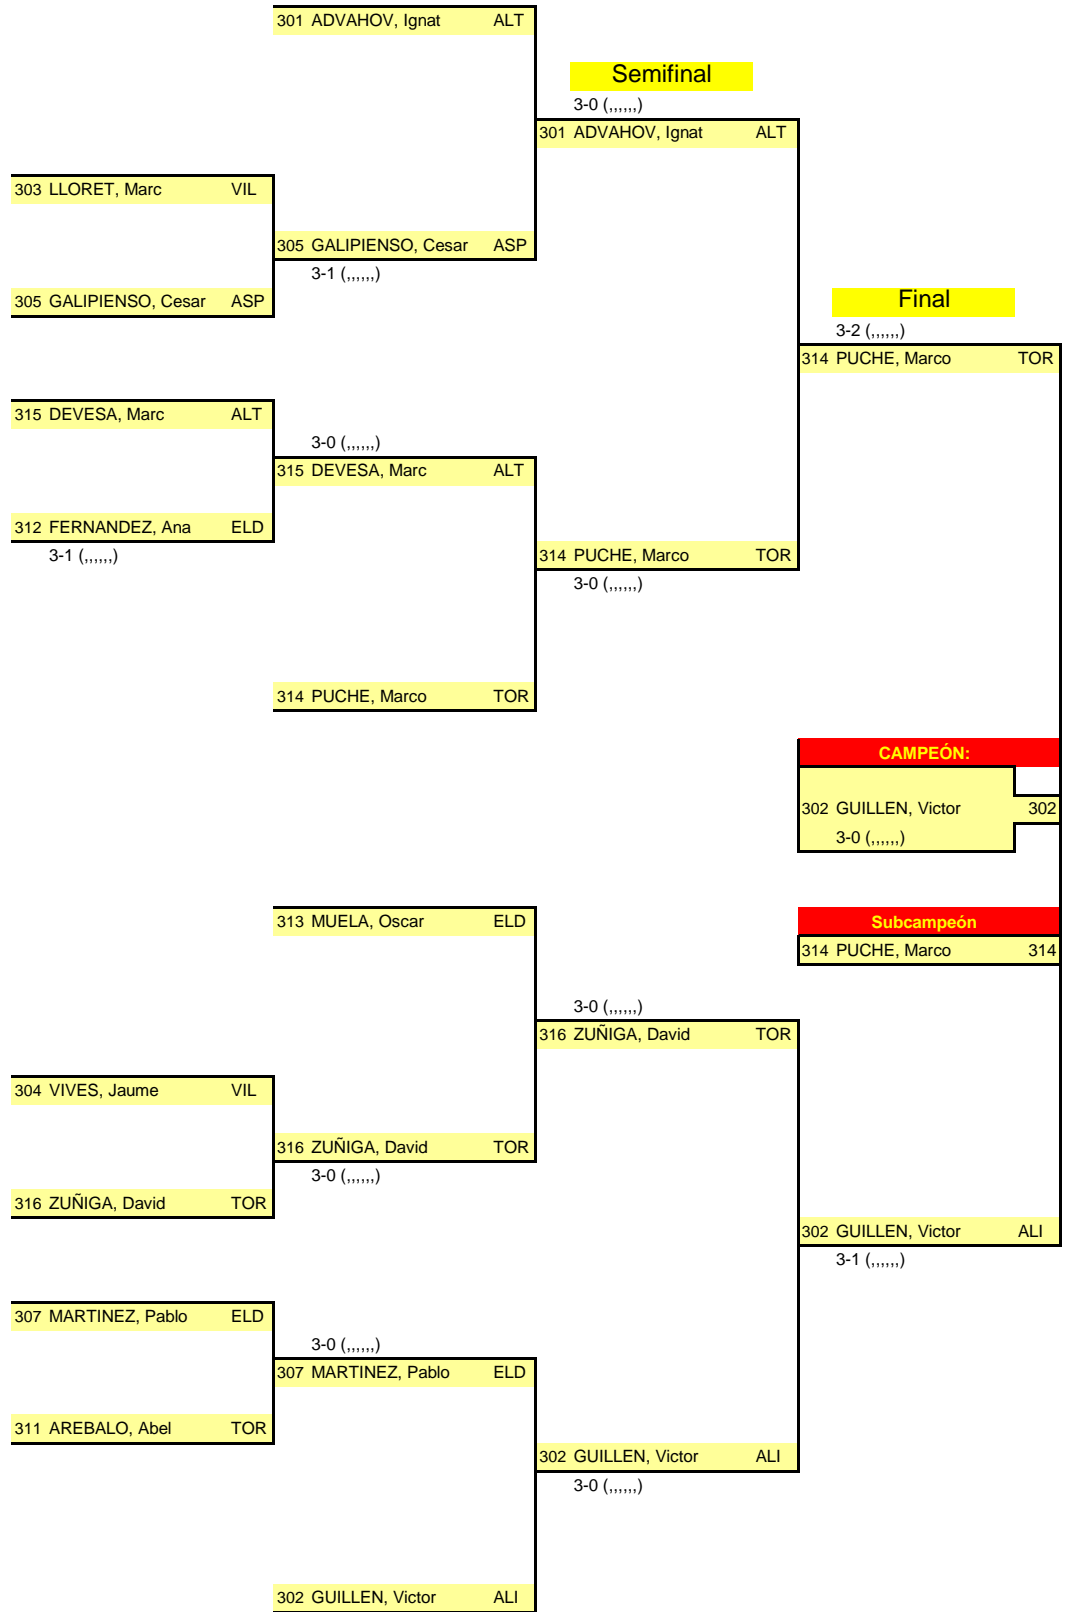 301 ADVAHOV, Ignat ALT
Semifinal
3-0 (,,,,,,)
301 ADVAHOV, Ignat ALT
303 LLORET, Marc VIL
305 GALIPIENSO, Cesar ASP
3-1 (,,,,,,)
305 GALIPIENSO, Cesar ASP
Final
3-2 (,,,,,,)
314 PUCHE, Marco TOR
315 DEVESA, Marc ALT
3-0 (,,,,,,)
315 DEVESA, Marc ALT
312 FERNANDEZ, Ana ELD
3-1 (,,,,,,)
314 PUCHE, Marco TOR
3-0 (,,,,,,)
314 PUCHE, Marco TOR
CAMPEÓN:
302 GUILLEN, Victor 302
3-0 (,,,,,,)
313 MUELA, Oscar ELD
Subcampeón
314 PUCHE, Marco 314
3-0 (,,,,,,)
316 ZUÑIGA, David TOR
304 VIVES, Jaume VIL
316 ZUÑIGA, David TOR
3-0 (,,,,,,)
316 ZUÑIGA, David TOR
302 GUILLEN, Victor ALI
3-1 (,,,,,,)
307 MARTINEZ, Pablo ELD
3-0 (,,,,,,)
307 MARTINEZ, Pablo ELD
311 AREBALO, Abel TOR
302 GUILLEN, Victor ALI
3-0 (,,,,,,)
302 GUILLEN, Victor ALI